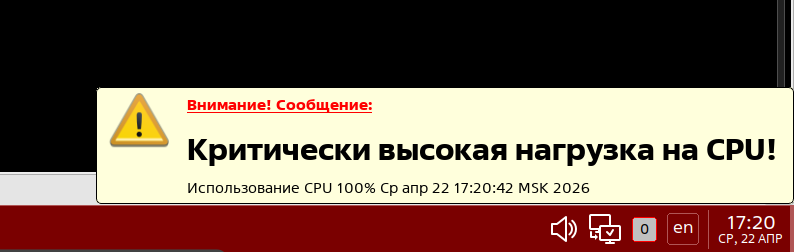 Внимание! Сообщение:
Критически высокая нагрузка на CPU!
Использование CPU 100% Ср апр 22 17:20:42 MSK 2026
0 en 17:20
СР, 22 АПР